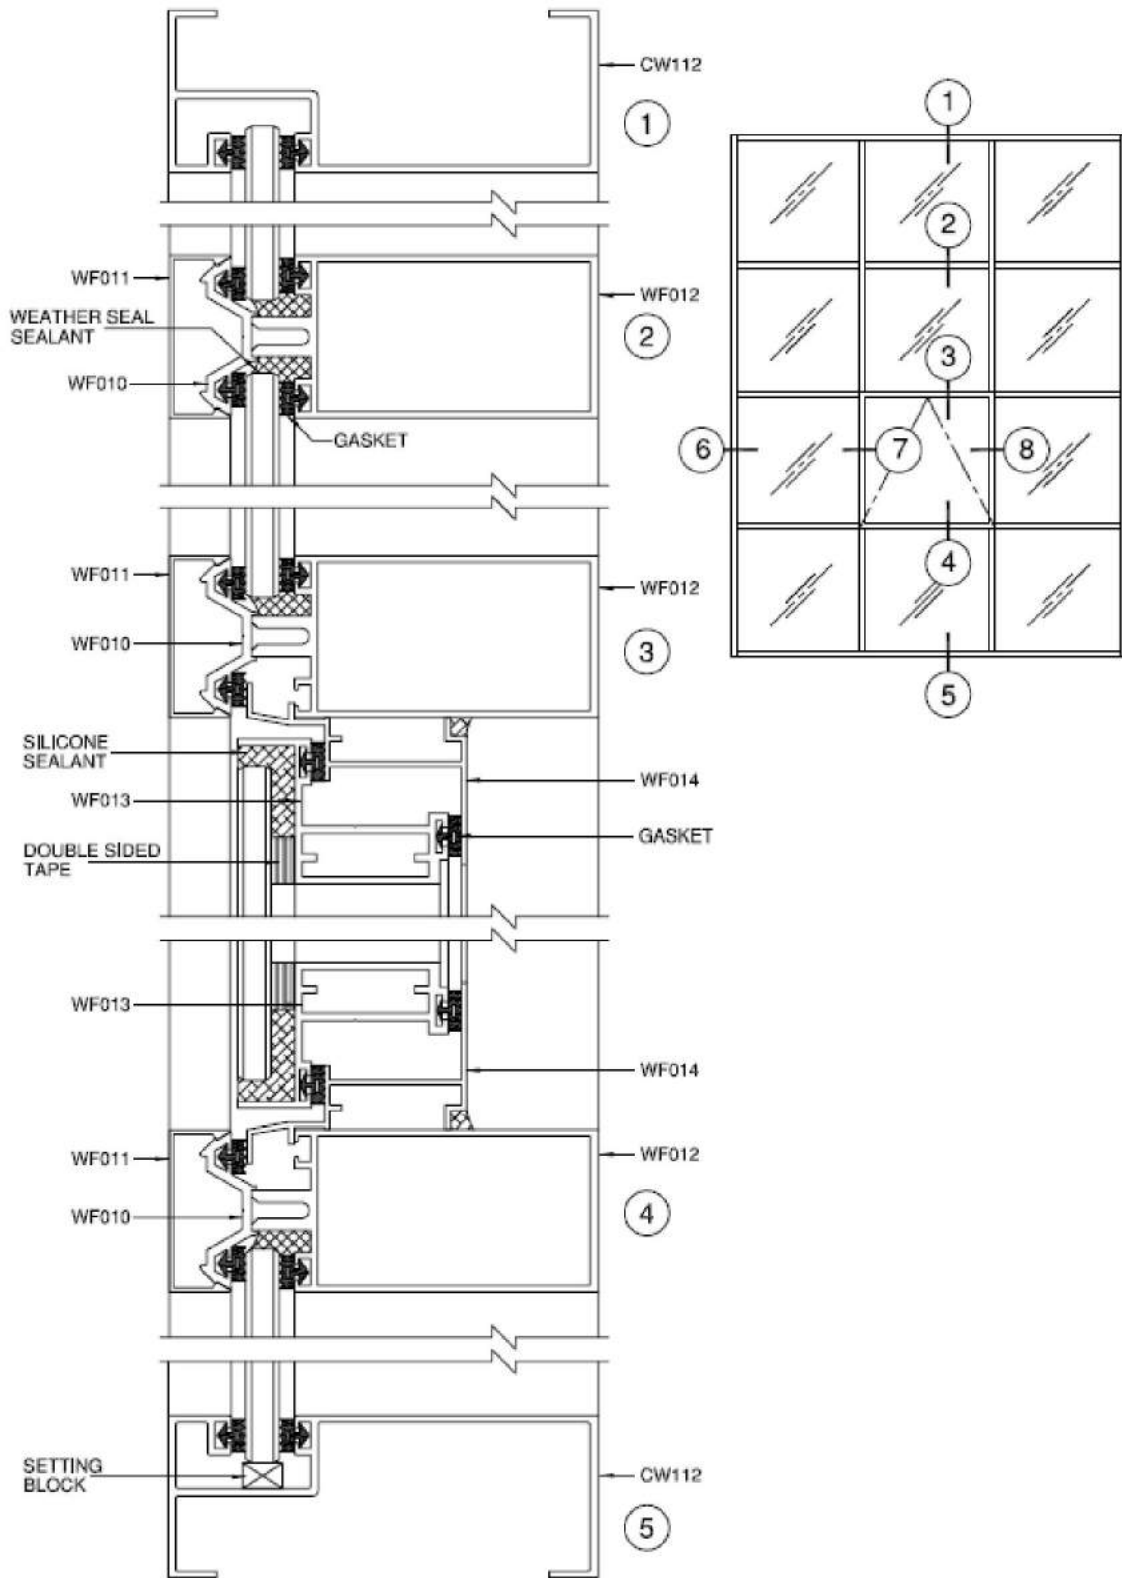 CW112
1
WF011
WF012
WEATHER SEAL
SEALANT
2
WF010
GASKET
WF011
WF012
WF010
3
SILICONE
SEALANT
WF013
WF014
DOUBLE SIDED
TAPE
GASKET
WF013
WF014
WF011
WF012
WF010
4
SETTING
BLOCK
CW112
5
1
2
3
6
7
8
4
5